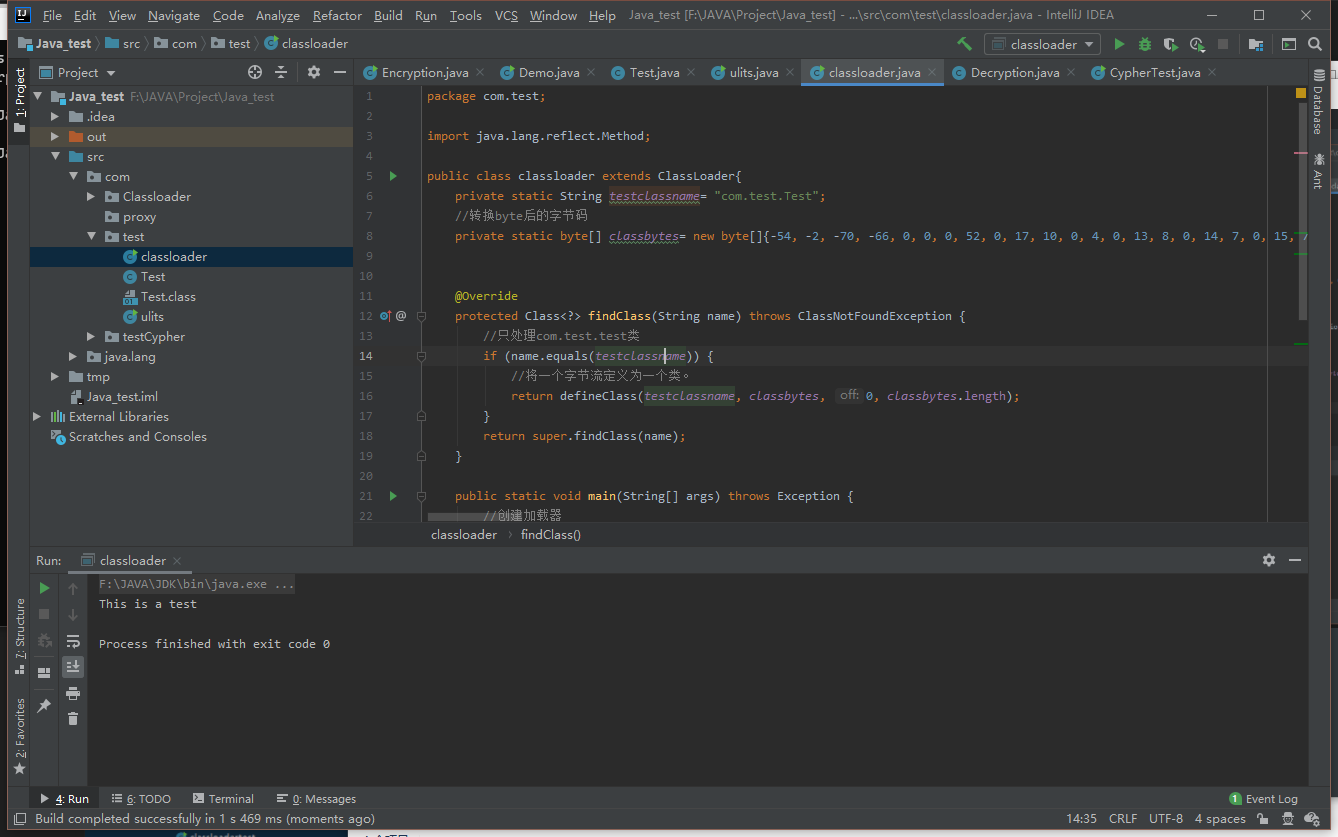 File Edit View Navigate Code Analyze Refactor Build Run Tools VCS Window Help Java_test [F:\JAVA\Project\Java_test] - ...\src\com\test\classloader.java - IntelliJ IDEA
Java_test src com test classloader
classloader
1: Project
Project
Encryption.java Demo.java Test.java ulits.java classloader.java Decryption.java CypherTest.java
Java_test F:\JAVA\Project\Java_test
.idea
out
src
com
Classloader
proxy
test
classloader
Test
Test.class
ulits
testCypher
java.lang
tmp
Java_test.iml
External Libraries
Scratches and Consoles
1 package com.test;
2
3 import java.lang.reflect.Method;
4
5 public class classloader extends ClassLoader{
6 private static String testclassname= "com.test.Test";
7 //转换byte后的字节码
8 private static byte[] classbytes= new byte[]{-54, -2, -70, -66, 0, 0, 0, 52, 0, 17, 10, 0, 4, 0, 13, 8, 0, 14, 7, 0, 15, 7
9
10
11 @Override
12 protected Class<?> findClass(String name) throws ClassNotFoundException {
13 //只处理com.test.test类
14 if (name.equals(testclassname)) {
15 //将一个字节流定义为一个类。
16 return defineClass(testclassname, classbytes, off: 0, classbytes.length);
17 }
18 return super.findClass(name);
19 }
20
21 public static void main(String[] args) throws Exception {
22 //创建加载器
classloader findClass()
Database
Ant
Run: classloader
F:\JAVA\JDK\bin\java.exe ...
This is a test
Process finished with exit code 0
7: Structure
2: Favorites
4: Run 6: TODO Terminal 0: Messages 1 Event Log
Build completed successfully in 1 s 469 ms (moments ago) 14:35 CRLF UTF-8 4 spaces